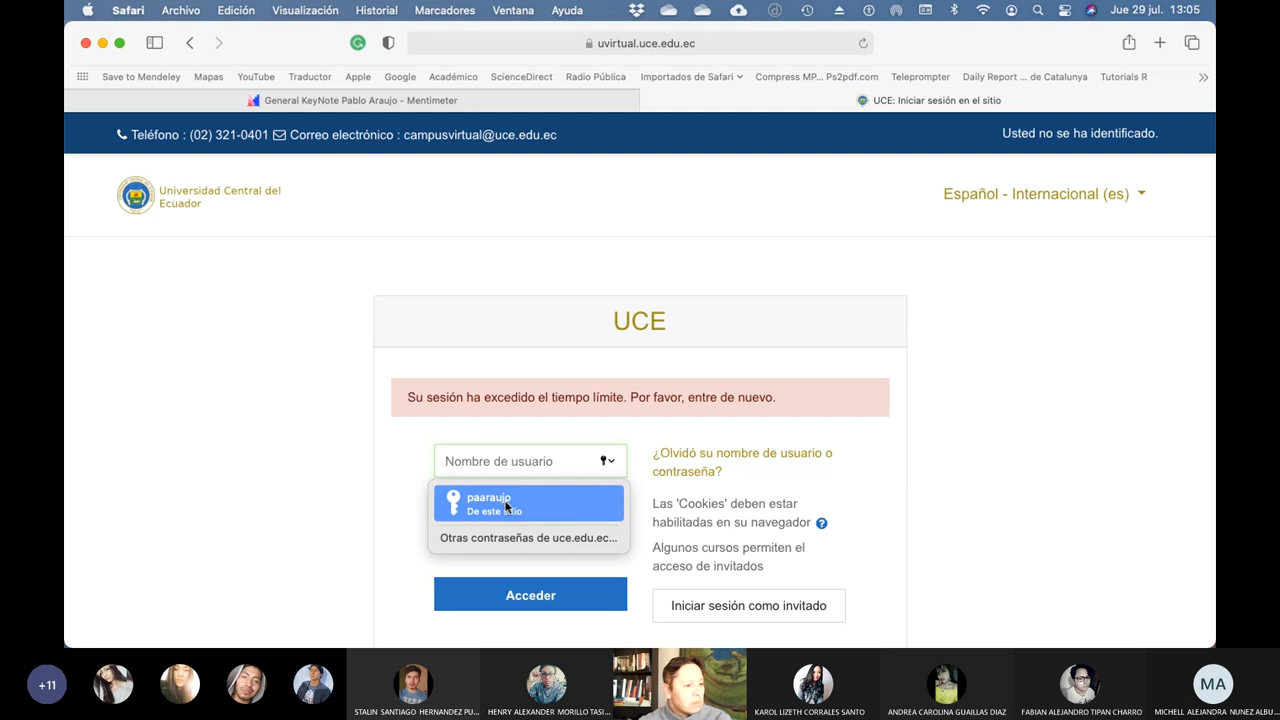 Safari Archivo Edición Visualización Historial Marcadores Ventana Ayuda Jue 29 jul. 13:05
uvirtual.uce.edu.ec
Save to Mendeley Mapas YouTube Traductor Apple Google Académico ScienceDirect Radio Pública Importados de Safari Compress MP... Ps2pdf.com Teleprompter Daily Report ... de Catalunya Tutorials R
General KeyNote Pablo Araujo - Mentimeter
UCE: Iniciar sesión en el sitio
Teléfono : (02) 321-0401 Correo electrónico : campusvirtual@uce.edu.ec
Usted no se ha identificado.
Universidad Central del
Ecuador
Español - Internacional (es)
UCE
Su sesión ha excedido el tiempo límite. Por favor, entre de nuevo.
Nombre de usuario
paaraujo
De este sitio
Otras contraseñas de uce.edu.ec...
Acceder
¿Olvidó su nombre de usuario o
contraseña?
Las 'Cookies' deben estar
habilitadas en su navegador ?
Algunos cursos permiten el
acceso de invitados
Iniciar sesión como invitado
+11
STALIN SANTIAGO HERNANDEZ PU...
HENRY ALEXANDER MORILLO TASI...
KAROL LIZETH CORRALES SANTO
ANDREA CAROLINA GUAILLAS DIAZ
FABIAN ALEJANDRO TIPAN CHARRO
MA
MICHELL ALEJANDRA NUNEZ ALBU...